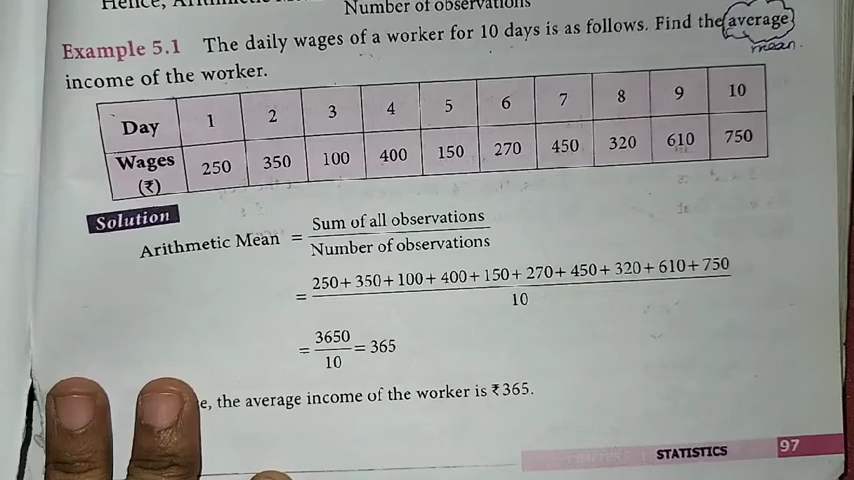 Hence, Arithmetic
Number of observations
Example 5.1 The daily wages of a worker for 10 days is as follows. Find the average
mean.
income of the worker.
Day 1 2 3 4 5 6 7 8 9 10
Wages (₹) 250 350 100 400 150 270 450 320 610 750
Solution
Arithmetic Mean = Sum of all observations / Number of observations
= 250+350+100+400+150+270+450+320+610+750 / 10
= 3650 / 10 = 365
the average income of the worker is ₹365.
STATISTICS 97